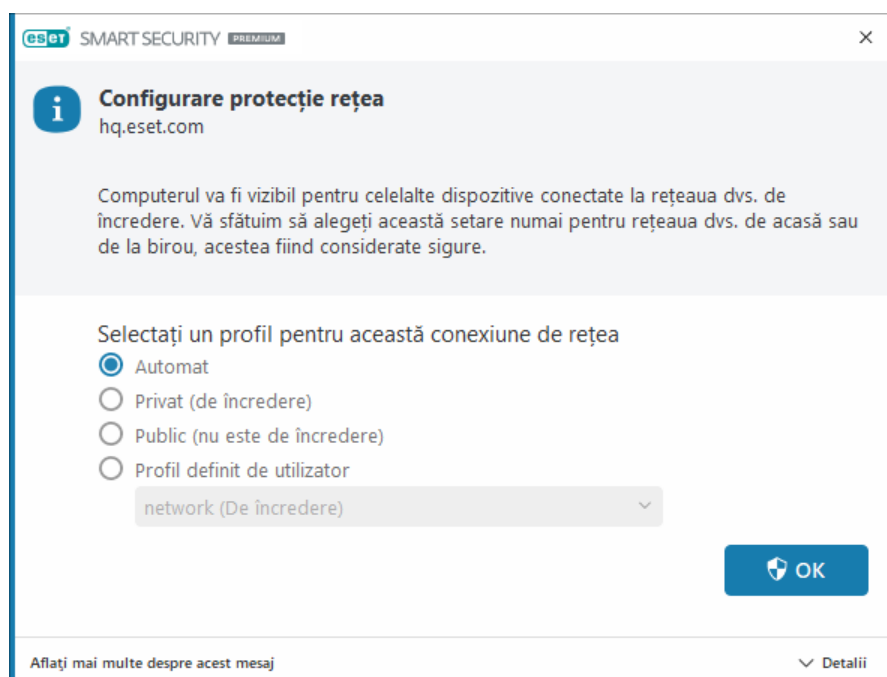 eset SMART SECURITY PREMIUM
Configurare protecție rețea
hq.eset.com
Computerul va fi vizibil pentru celelalte dispozitive conectate la rețeaua dvs. de
încredere. Vă sfătuim să alegeți această setare numai pentru rețeaua dvs. de acasă sau
de la birou, acestea fiind considerate sigure.
Selectați un profil pentru această conexiune de rețea
Automat
Privat (de încredere)
Public (nu este de încredere)
Profil definit de utilizator
network (De încredere)
OK
Aflați mai multe despre acest mesaj
Detalii